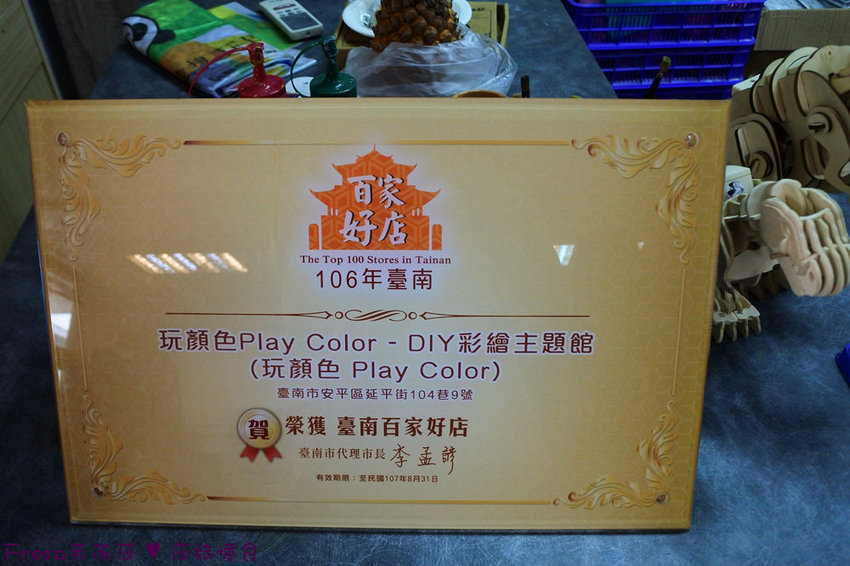 百家
好店
The Top 100 Stores in Tainan
106年臺南
玩顏色Play Color - DIY彩繪主題館
(玩顏色 Play Color)
臺南市安平區延平街104巷9號
賀 榮獲 臺南百家好店
臺南市代理市長 李孟諺
有效期限：至民國107年8月31日
Fresa